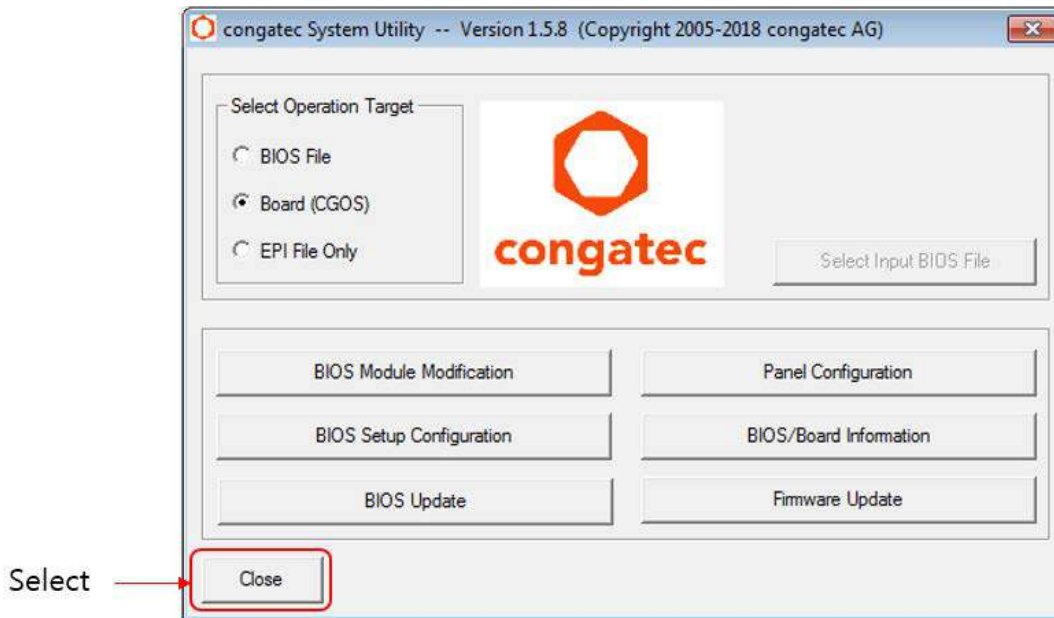 congatec System Utility -- Version 1.5.8 (Copyright 2005-2018 congatec AG)
Select Operation Target
BIOS File
Board (CGOS)
EPI File Only
congatec
Select Input BIOS File
BIOS Module Modification
Panel Configuration
BIOS Setup Configuration
BIOS/Board Information
BIOS Update
Firmware Update
Select
Close